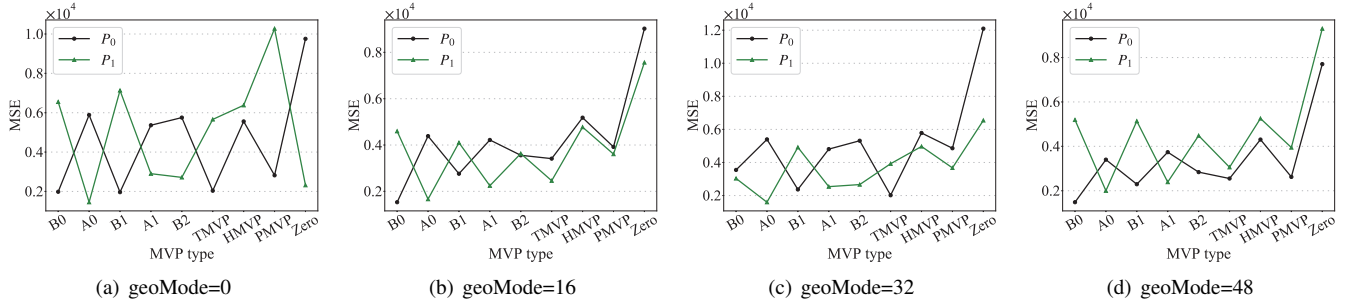 ×10⁴
1.0
0.8
0.6
0.4
0.2
MSE
P₀
P₁
B0 A0 B1 A1 B2 TMVP HMVP PMVP Zero
MVP type
(a) geoMode=0
×10⁴
0.8
0.6
0.4
0.2
MSE
P₀
P₁
B0 A0 B1 A1 B2 TMVP HMVP PMVP Zero
MVP type
(b) geoMode=16
×10⁴
1.2
1.0
0.8
0.6
0.4
0.2
MSE
P₀
P₁
B0 A0 B1 A1 B2 TMVP HMVP PMVP Zero
MVP type
(c) geoMode=32
×10⁴
0.8
0.6
0.4
0.2
MSE
P₀
P₁
B0 A0 B1 A1 B2 TMVP HMVP PMVP Zero
MVP type
(d) geoMode=48